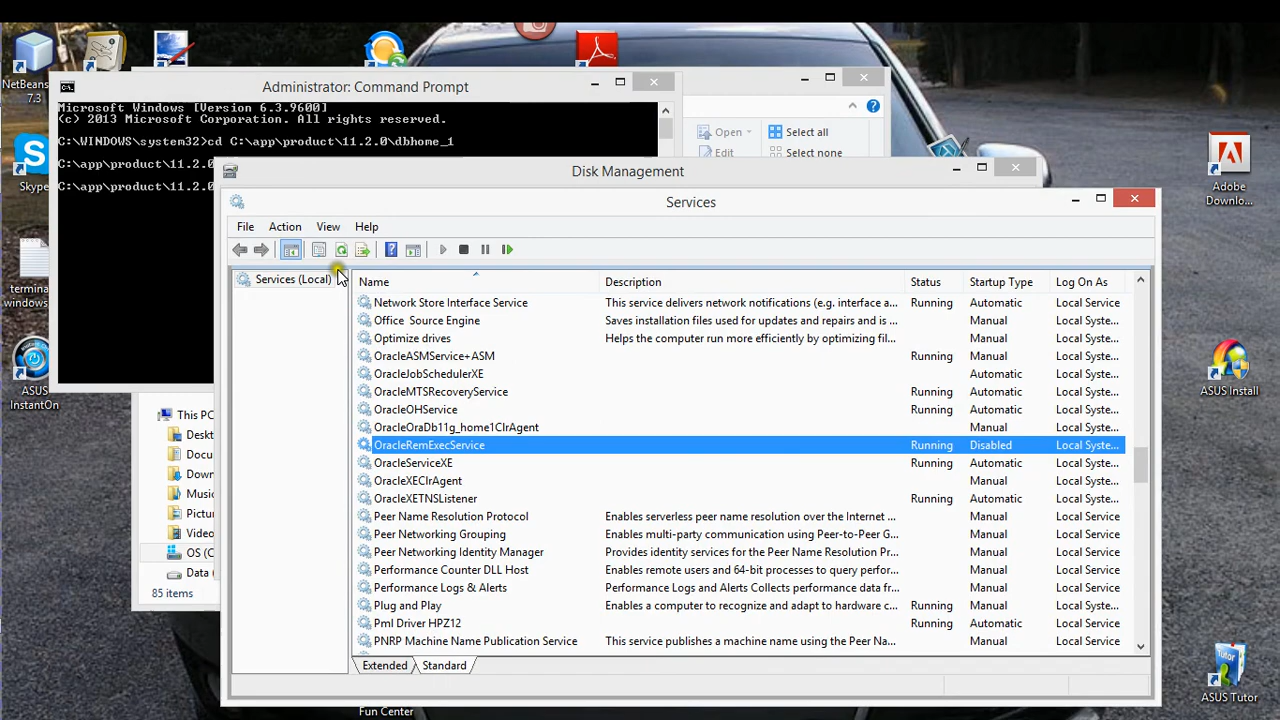 NetBeans
7.3
Skype
termina
windows
ASUS
InstantOn
Administrator: Command Prompt
Microsoft Windows [Version 6.3.9600]
(c) 2013 Microsoft Corporation. All rights reserved.
C:\WINDOWS\system32>cd C:\app\product\11.2.0\dbhome_1
C:\app\product\11.2.0
C:\app\product\11.2.0
Open
Select all
Edit
Select none
Disk Management
Services
File Action View Help
Services (Local)
Name Description Status Startup Type Log On As
Network Store Interface Service This service delivers network notifications (e.g. interface a... Running Automatic Local Service
Office Source Engine Saves installation files used for updates and repairs and is ... Manual Local Syste...
Optimize drives Helps the computer run more efficiently by optimizing fil... Manual Local Syste...
OracleASMService+ASM Running Manual Local Syste...
OracleJobSchedulerXE Automatic Local Syste...
OracleMTSRecoveryService Running Automatic Local Syste...
OracleOHService Running Automatic Local Syste...
OracleOraDb11g_home1ClrAgent Manual Local Syste...
OracleRemExecService Running Disabled Local Syste...
OracleServiceXE Running Automatic Local Syste...
OracleXEClrAgent Manual Local Syste...
OracleXETNSListener Running Automatic Local Syste...
Peer Name Resolution Protocol Enables serverless peer name resolution over the Internet ... Manual Local Service
Peer Networking Grouping Enables multi-party communication using Peer-to-Peer G... Manual Local Service
Peer Networking Identity Manager Provides identity services for the Peer Name Resolution Pr... Manual Local Service
Performance Counter DLL Host Enables remote users and 64-bit processes to query perfor... Manual Local Service
Performance Logs & Alerts Performance Logs and Alerts Collects performance data fr... Manual Local Service
Plug and Play Enables a computer to recognize and adapt to hardware c... Running Manual Local Syste...
Pml Driver HPZ12 Running Automatic Local Service
PNRP Machine Name Publication Service This service publishes a machine name using the Peer Na... Manual Local Service
Extended Standard
This PC
Deskt
Docu
Down
Music
Pictur
Video
OS (C
Data (
85 items
Adobe
Downlo...
ASUS Install
ASUS Tutor
Fun Center